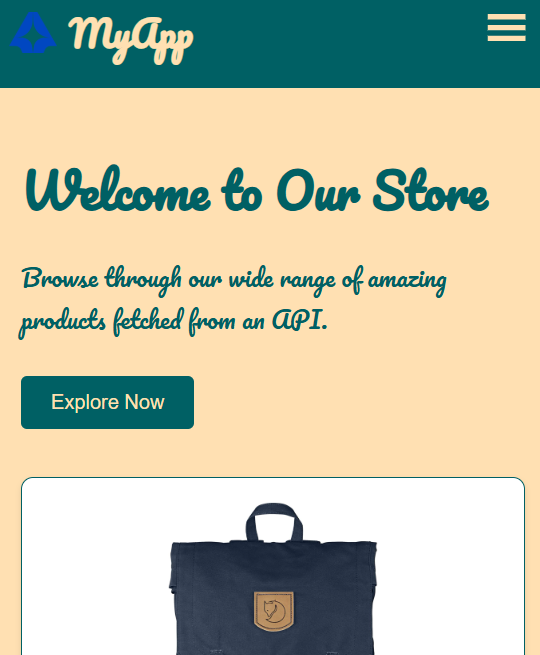 MyApp
Welcome to Our Store
Browse through our wide range of amazing
products fetched from an API.
Explore Now